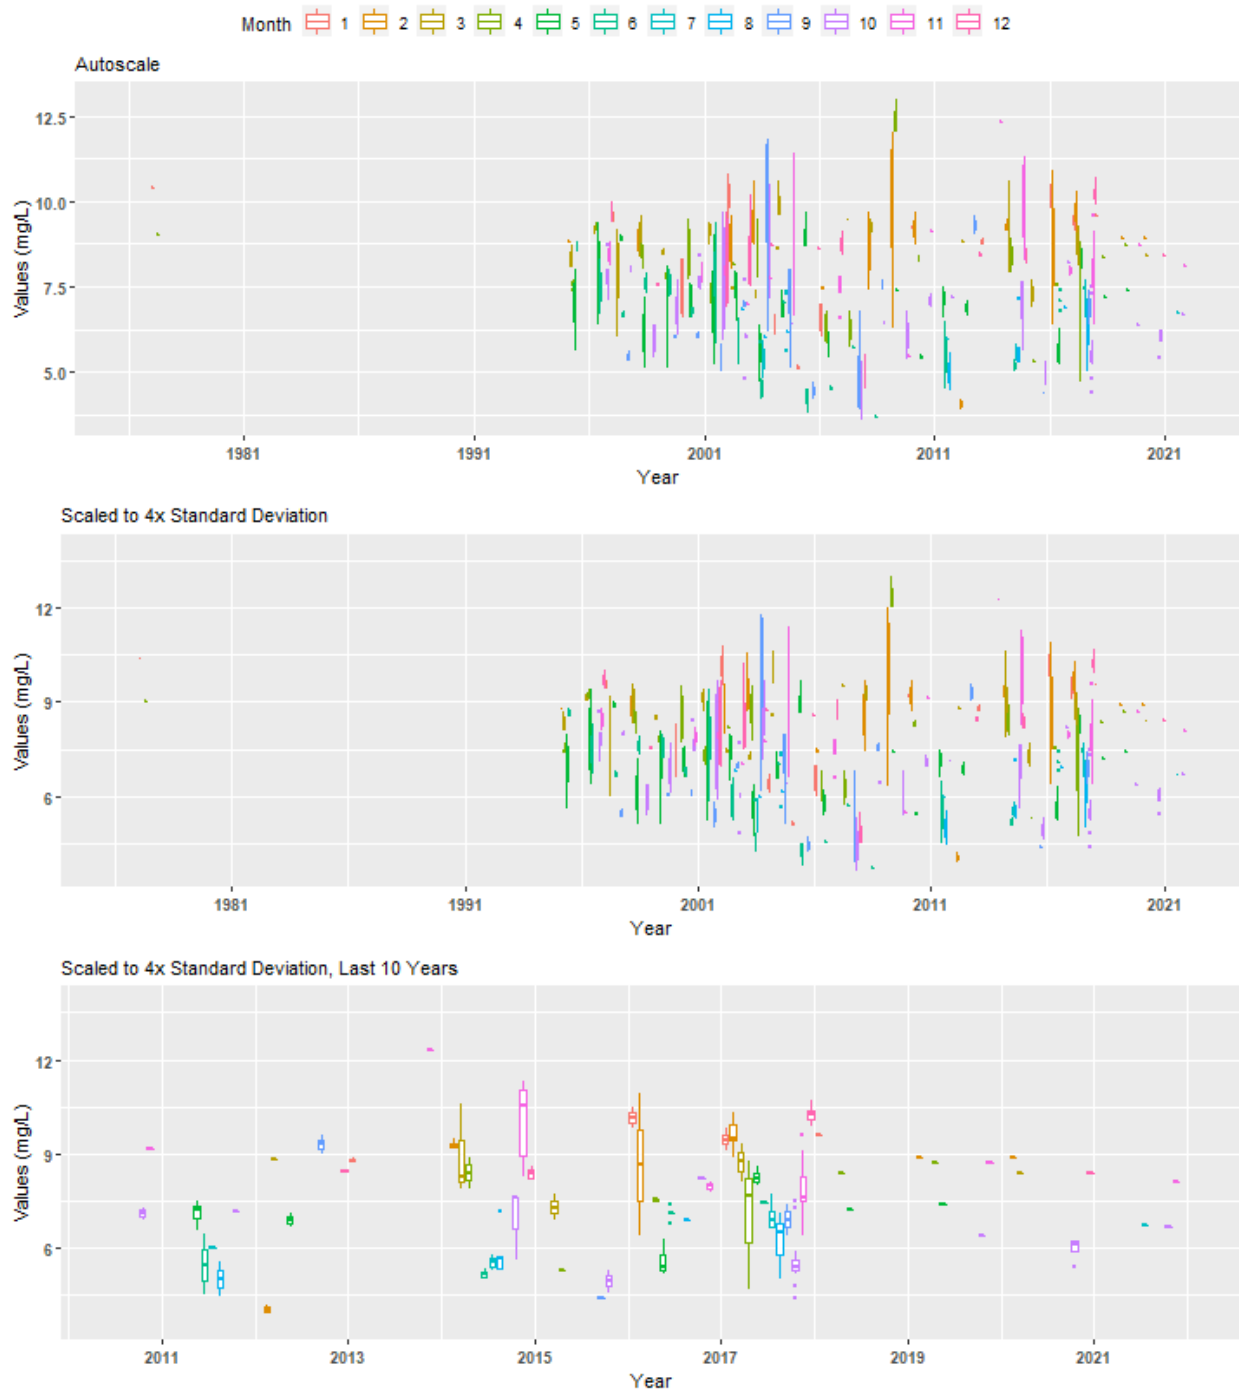 Month 1 2 3 4 5 6 7 8 9 10 11 12
Autoscale
Values (mg/L)
12.5
10.0
7.5
5.0
1981 1991 2001 2011 2021
Year
Scaled to 4x Standard Deviation
Values (mg/L)
12
9
6
1981 1991 2001 2011 2021
Year
Scaled to 4x Standard Deviation, Last 10 Years
Values (mg/L)
12
9
6
2011 2013 2015 2017 2019 2021
Year